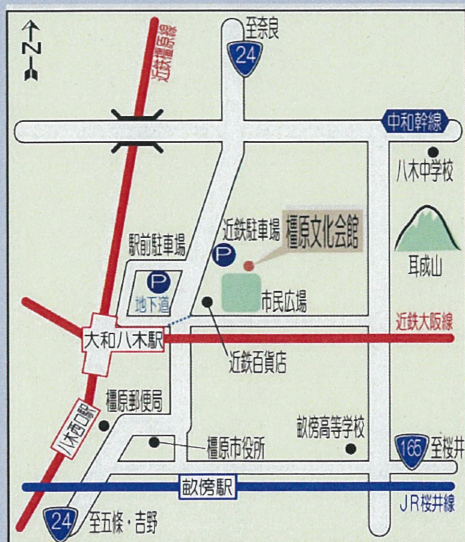 N
近鉄橿原線
至奈良
24
中和幹線
八木中学校
耳成山
近鉄駐車場
橿原文化会館
駅前駐車場
P
P
地下道
市民広場
近鉄大阪線
大和八木駅
近鉄百貨店
八木西口駅
橿原郵便局
橿原市役所
畝傍高等学校
165
至桜井
畝傍駅
JR桜井線
24
至五條・吉野